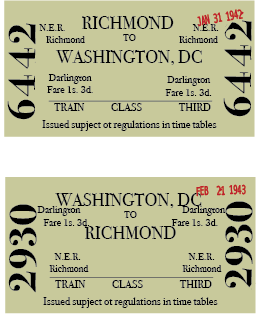 RICHMOND
JAN 31 1942
N.E.R. TO N.E.R.
Richmond Richmond
WASHINGTON, DC
6442 6442
Darlington Darlington
Fare 1s. 3d. Fare 1s. 3d.
TRAIN CLASS THIRD
Issued supject ot regulations in time tables
WASHINGTON, DC
FEB 21 1943
Darlington TO Darlington
Fare 1s. 3d. Fare 1s. 3d.
RICHMOND
2930 2930
N.E.R. N.E.R.
Richmond Richmond
TRAIN CLASS THIRD
Issued supject ot regulations in time tables